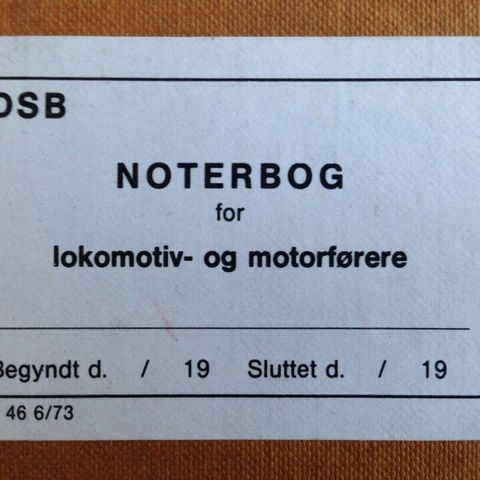 DSB
NOTERBOG
for
lokomotiv- og motorførere
Begyndt d. / 19 Sluttet d. / 19
46 6/73